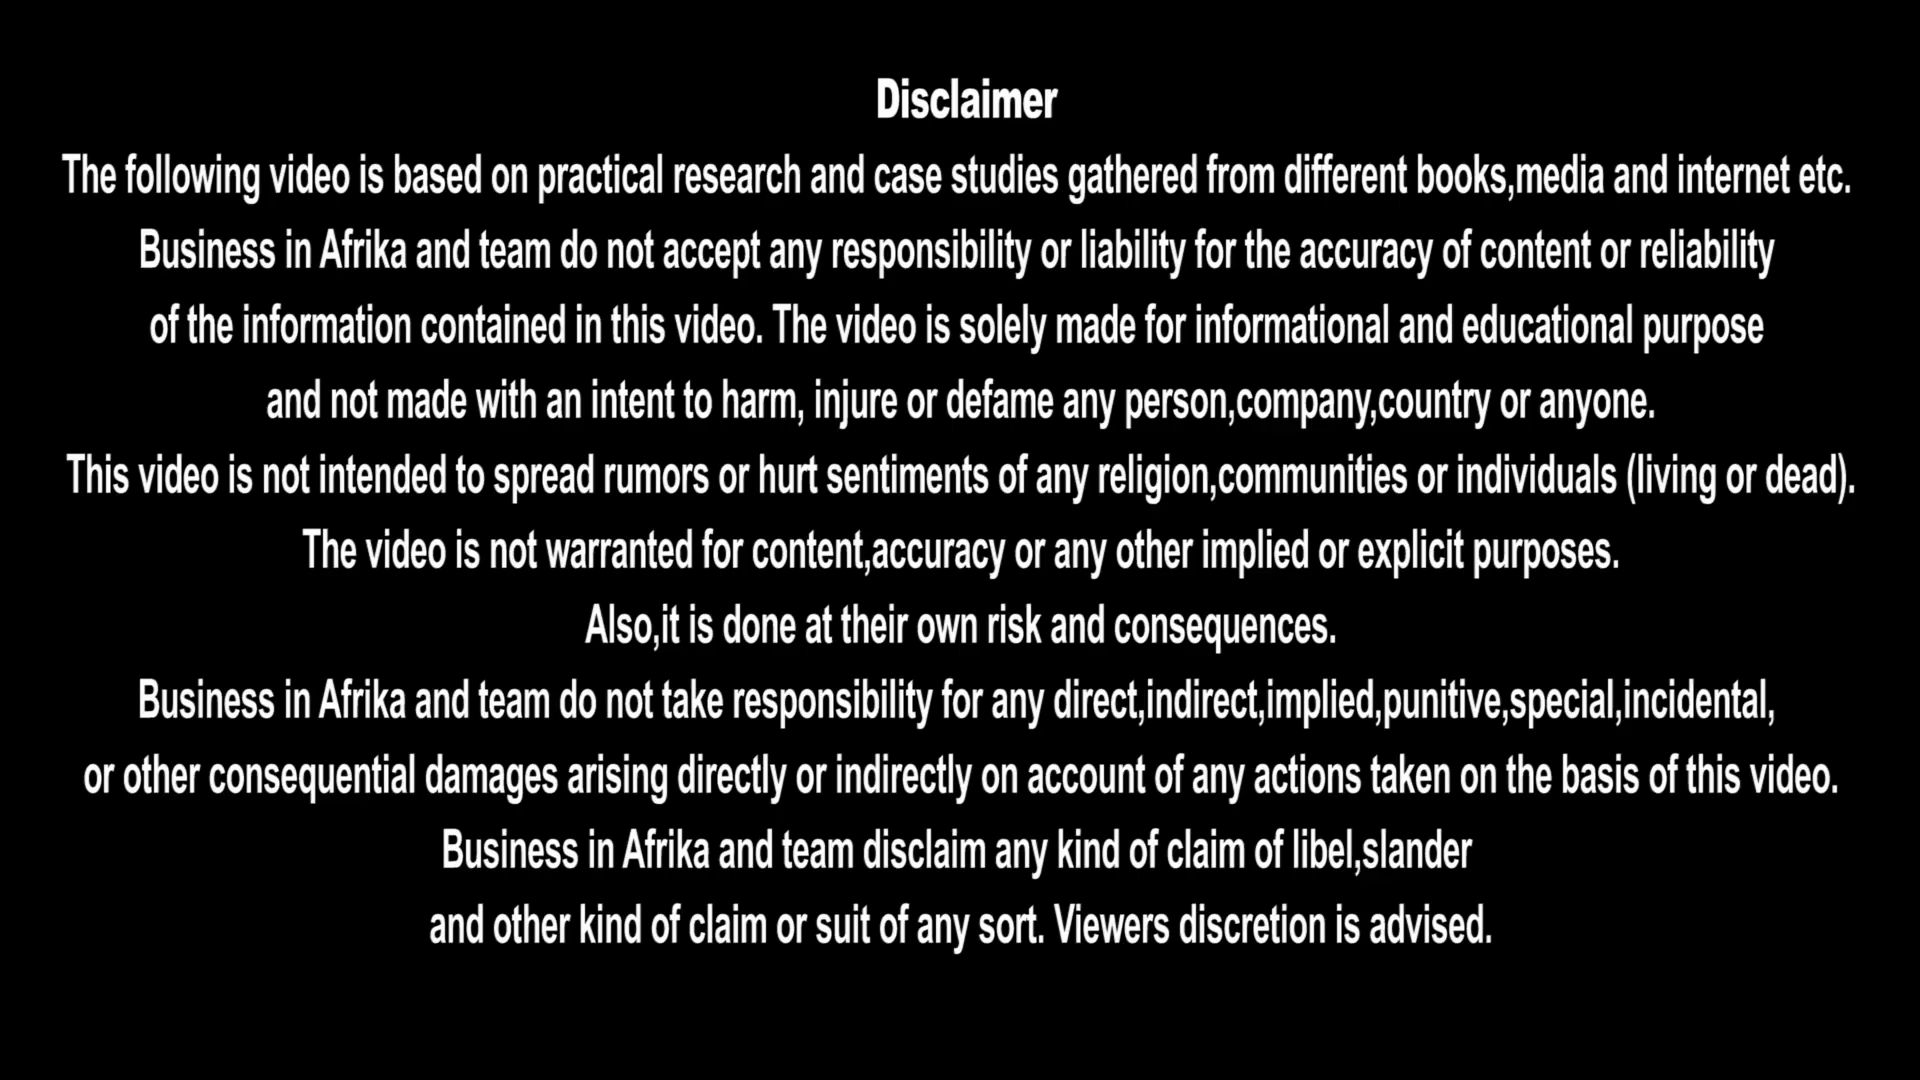 Disclaimer
The following video is based on practical research and case studies gathered from different books,media and internet etc.
Business in Afrika and team do not accept any responsibility or liability for the accuracy of content or reliability
of the information contained in this video. The video is solely made for informational and educational purpose
and not made with an intent to harm, injure or defame any person,company,country or anyone.
This video is not intended to spread rumors or hurt sentiments of any religion,communities or individuals (living or dead).
The video is not warranted for content,accuracy or any other implied or explicit purposes.
Also,it is done at their own risk and consequences.
Business in Afrika and team do not take responsibility for any direct,indirect,implied,punitive,special,incidental,
or other consequential damages arising directly or indirectly on account of any actions taken on the basis of this video.
Business in Afrika and team disclaim any kind of claim of libel,slander
and other kind of claim or suit of any sort. Viewers discretion is advised.